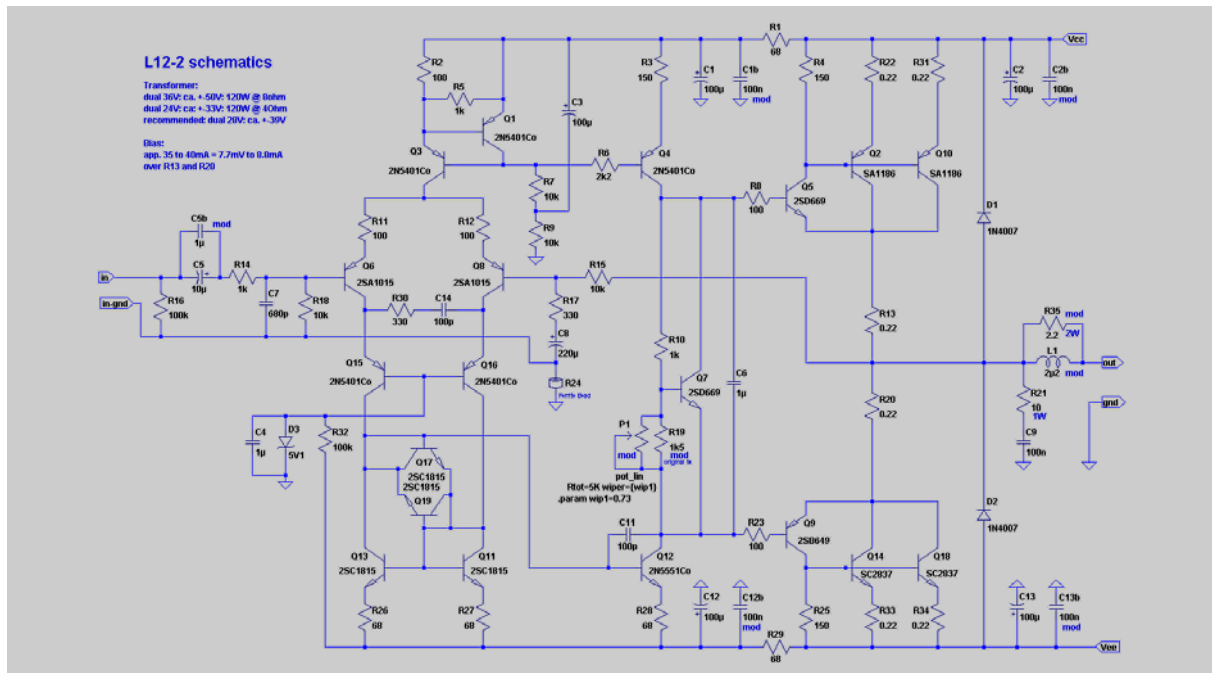 L12-2 schematics
Transformer:
dual 36V: ca. +-50V: 120W @ 8ohm
dual 24V: ca: +-33V: 120W @ 4Ohm
recommended: dual 28V: ca. +-39V
Bias:
app. 35 to 40mA = 7.7mV to 8.8mA
over R13 and R20
R1
68
Vcc
R2
100
R5
1k
Q1
2N5401Co
C3
100µ
R3
150
C1
100µ
C1b
100n
mod
R4
150
R22
0.22
R31
0.22
C2
100µ
C2b
100n
mod
Q3
2N5401Co
R6
2k2
Q4
2N5401Co
Q2
SA1186
Q10
SA1186
R7
10k
R8
100
Q5
2SD669
R9
10k
D1
1N4007
R11
100
R12
100
C5b
1µ
mod
in
C5
10µ
R14
1k
Q6
2SA1015
Q8
2SA1015
R15
10k
in-gnd
R16
100k
C7
680p
R18
10k
R30
330
C14
100p
R17
330
R13
0.22
R35
2.2
mod
2W
C8
220µ
R10
1k
L1
2µ2
mod
out
Q15
2N5401Co
Q16
2N5401Co
R24
Q7
2SD669
C6
1µ
R20
0.22
R21
10
1W
gnd
C4
1µ
D3
5V1
R32
100k
P1
mod
R19
1k5
mod
original 1k
C9
100n
Q17
2SC1815
2SC1815
Q19
pot_lin
Rtot=5K wiper={wip1}
.param wip1=0.73
D2
1N4007
C11
100p
R23
100
Q9
2SB649
Q13
2SC1815
Q11
2SC1815
Q12
2N5551Co
Q14
SC2837
Q18
SC2837
R26
68
R27
68
R28
68
C12
100µ
C12b
100n
mod
R25
150
R33
0.22
R34
0.22
C13
100µ
C13b
100n
mod
R29
68
Vee